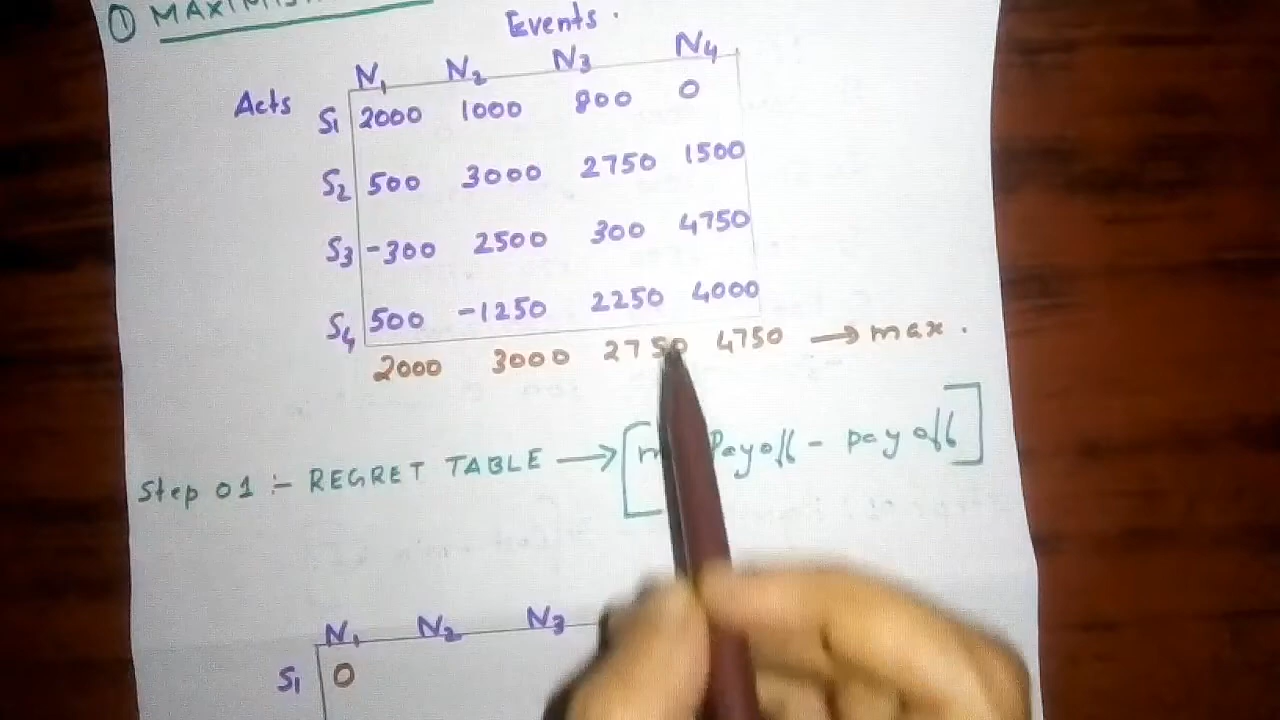 ①
Events .
N1 N2 N3 N4
Acts
S1 2000 1000 800 0
S2 500 3000 2750 1500
S3 -300 2500 300 4750
S4 500 -1250 2250 4000
2000 3000 2750 4750 → max .
Step 01 :- REGRET TABLE → [ Payoff - payoff ]
N1 N2 N3
S1 0